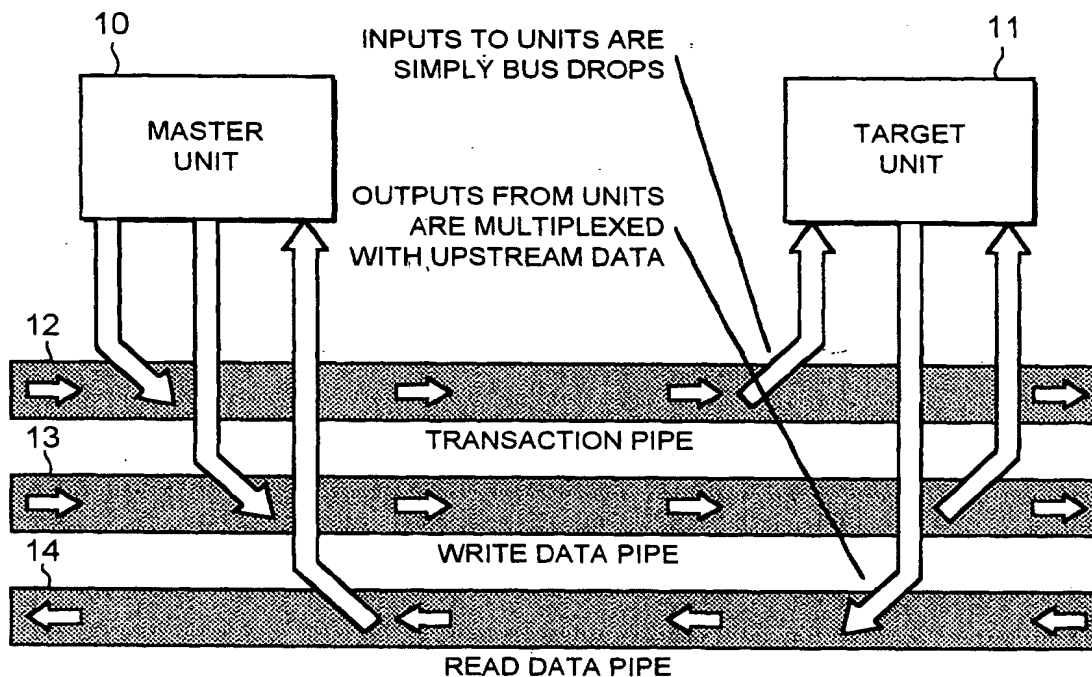 10
11
INPUTS TO UNITS ARE
SIMPLY BUS DROPS
MASTER
UNIT
TARGET
UNIT
OUTPUTS FROM UNITS
ARE MULTIPLEXED
WITH UPSTREAM DATA
12
TRANSACTION PIPE
13
WRITE DATA PIPE
14
READ DATA PIPE